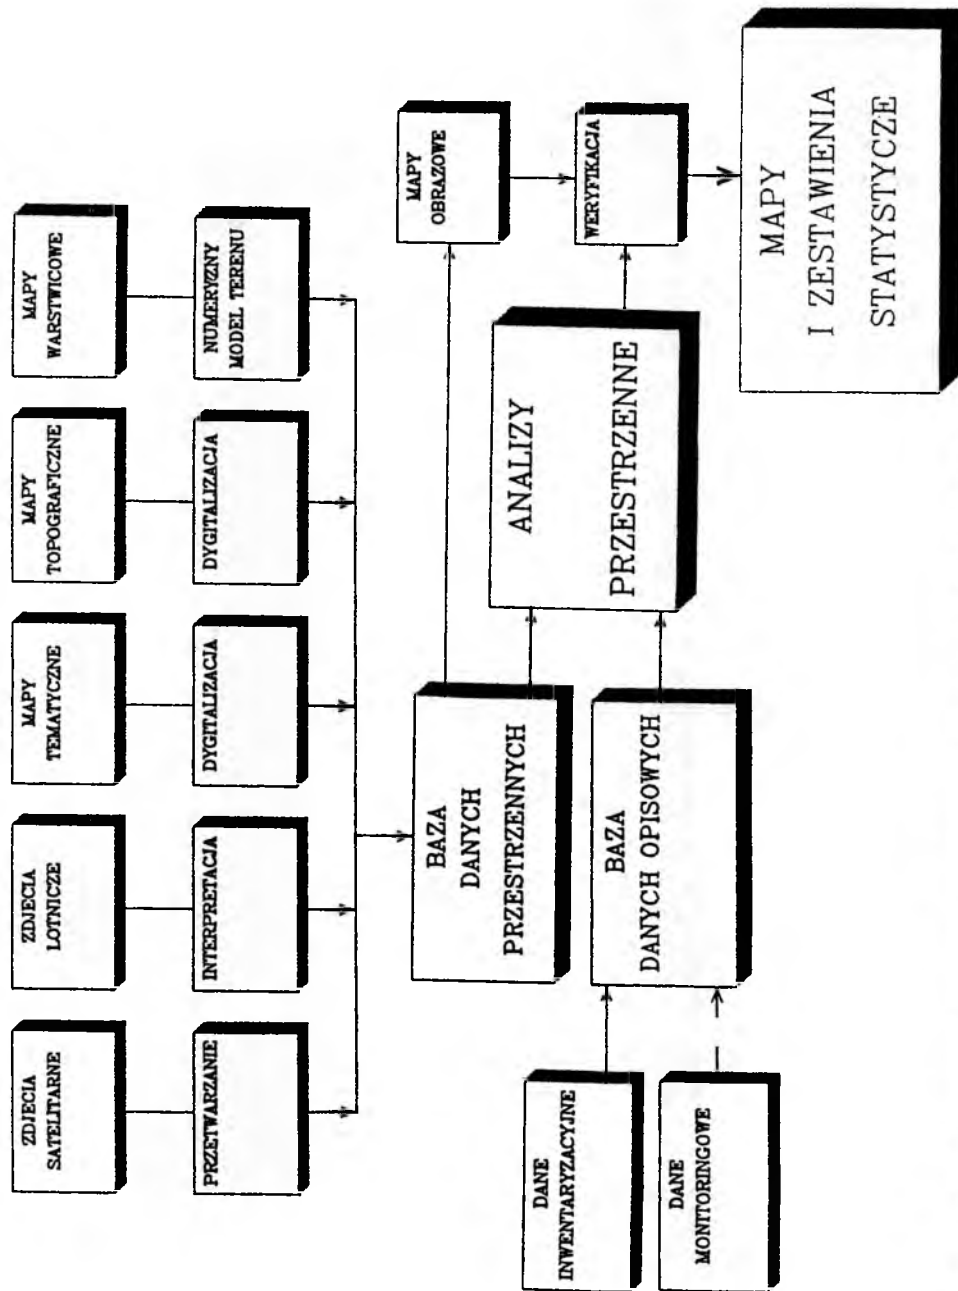 ZDJECIA
SATELITARNE
ZDJECIA
LOTNICZE
MAPY
TEMATYCZNE
MAPY
TOPOGRAFICZNE
MAPY
WARSTWICOWE
PRZETWARZANIE
INTERPRETACJA
DYGITALIZACJA
DYGITALIZACJA
NUMERYZNY
MODEL TERENU
BAZA
DANYCH
PRZESTRZENNYCH
MAPY
OBRAZOWE
DANE
INWENTARYZACYJNE
DANE
MONITORINGOWE
BAZA
DANYCH OPISOWYCH
ANALIZY
PRZESTRZENNE
WERYFIKACJA
MAPY
I ZESTAWIENIA
STATYSTYCZE